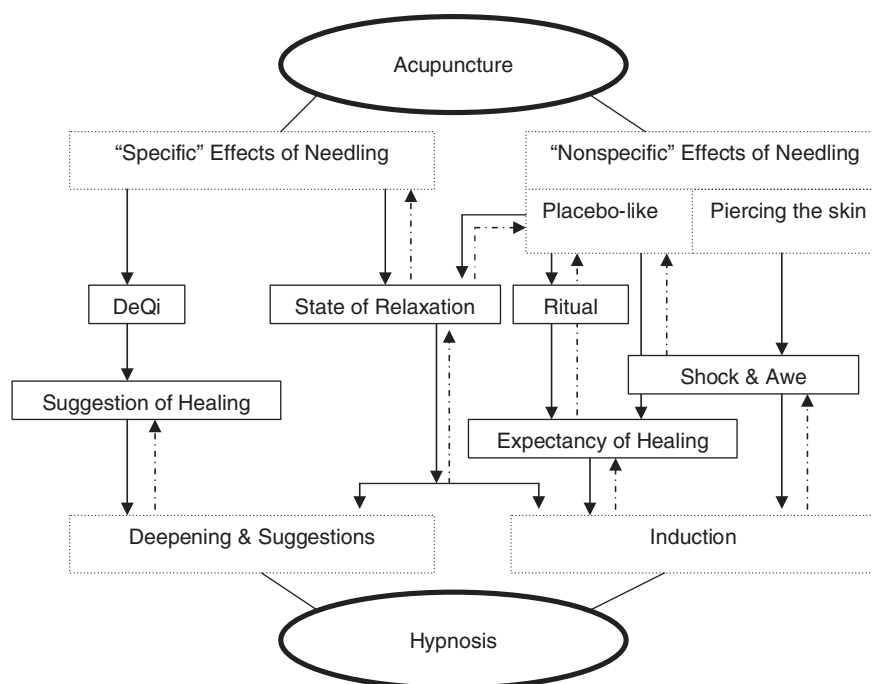 Acupuncture
“Specific” Effects of Needling
“Nonspecific” Effects of Needling
Placebo-like
Piercing the skin
DeQi
State of Relaxation
Ritual
Shock & Awe
Suggestion of Healing
Expectancy of Healing
Deepening & Suggestions
Induction
Hypnosis